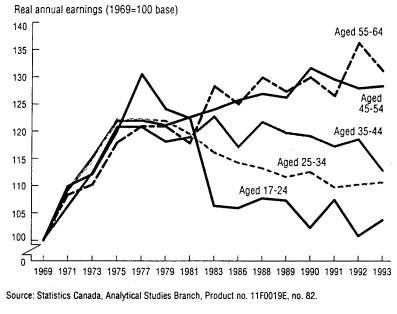 Real annual earnings (1969=100 base)
140
135
130
125
120
115
110
105
100
0
Aged 55-64
Aged
45-54
Aged 35-44
Aged 25-34
Aged 17-24
1969 1971 1973 1975 1977 1979 1981 1983 1986 1988 1989 1990 1991 1992 1993
Source: Statistics Canada, Analytical Studies Branch, Product no. 11F0019E, no. 82.